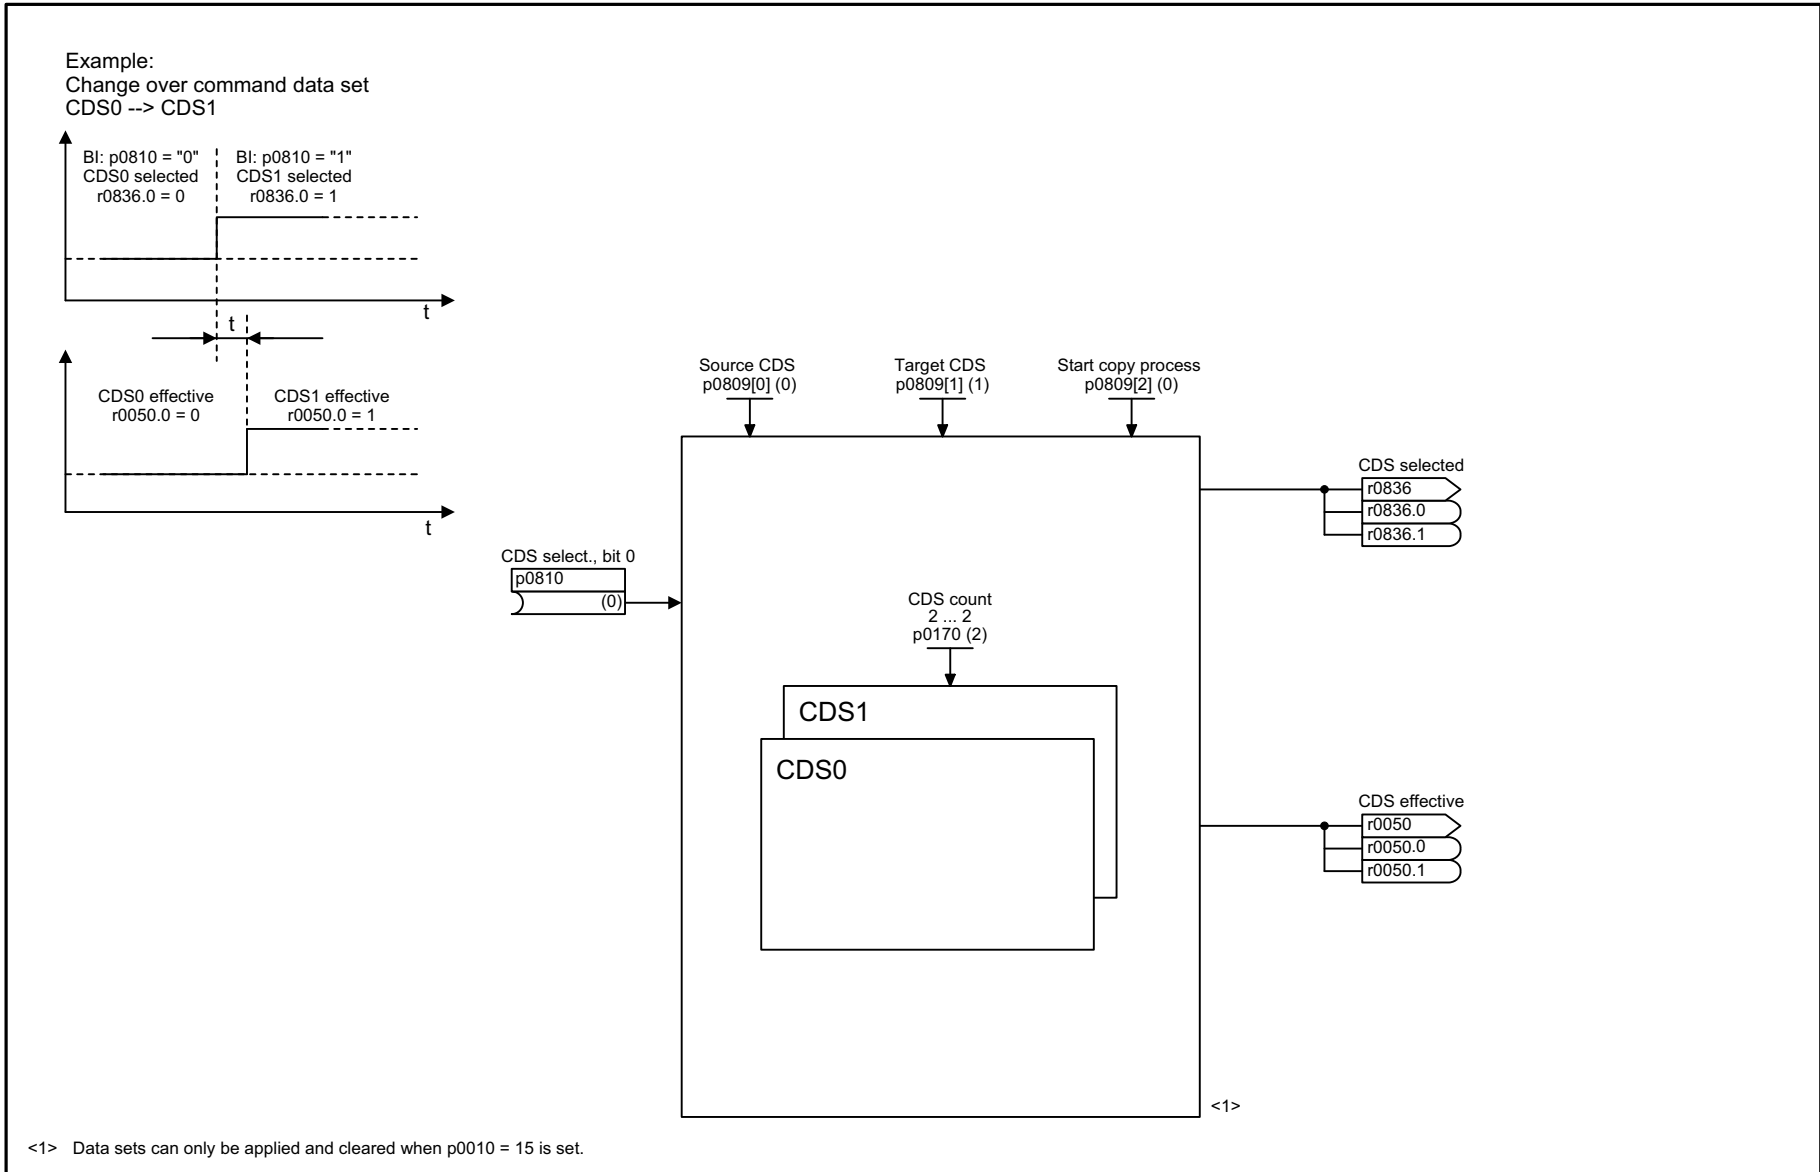 Example:
Change over command data set
CDS0 --> CDS1
BI: p0810 = "0"
CDS0 selected
r0836.0 = 0
BI: p0810 = "1"
CDS1 selected
r0836.0 = 1
t
t
CDS0 effective
r0050.0 = 0
CDS1 effective
r0050.0 = 1
t
Source CDS
p0809[0] (0)
Target CDS
p0809[1] (1)
Start copy process
p0809[2] (0)
CDS selected
r0836
r0836.0
r0836.1
CDS select., bit 0
p0810
(0)
CDS count
2 ... 2
p0170 (2)
CDS1
CDS0
CDS effective
r0050
r0050.0
r0050.1
<1>
<1> Data sets can only be applied and cleared when p0010 = 15 is set.